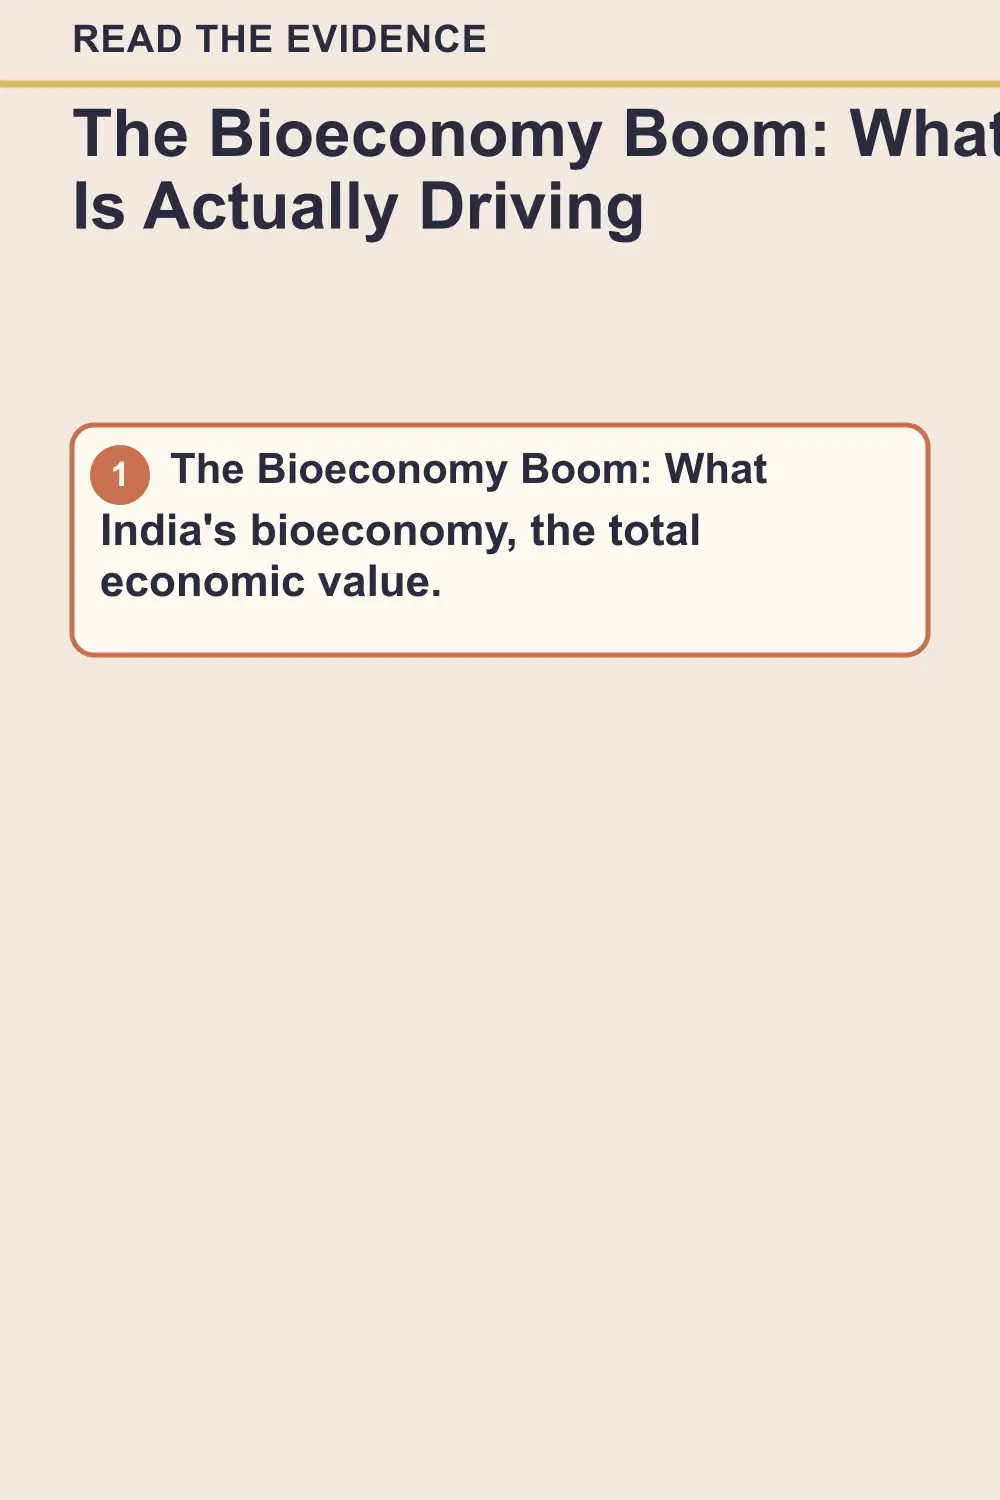 READ THE EVIDENCE
The Bioeconomy Boom: What
Is Actually Driving
1 The Bioeconomy Boom: What
India's bioeconomy, the total
economic value.